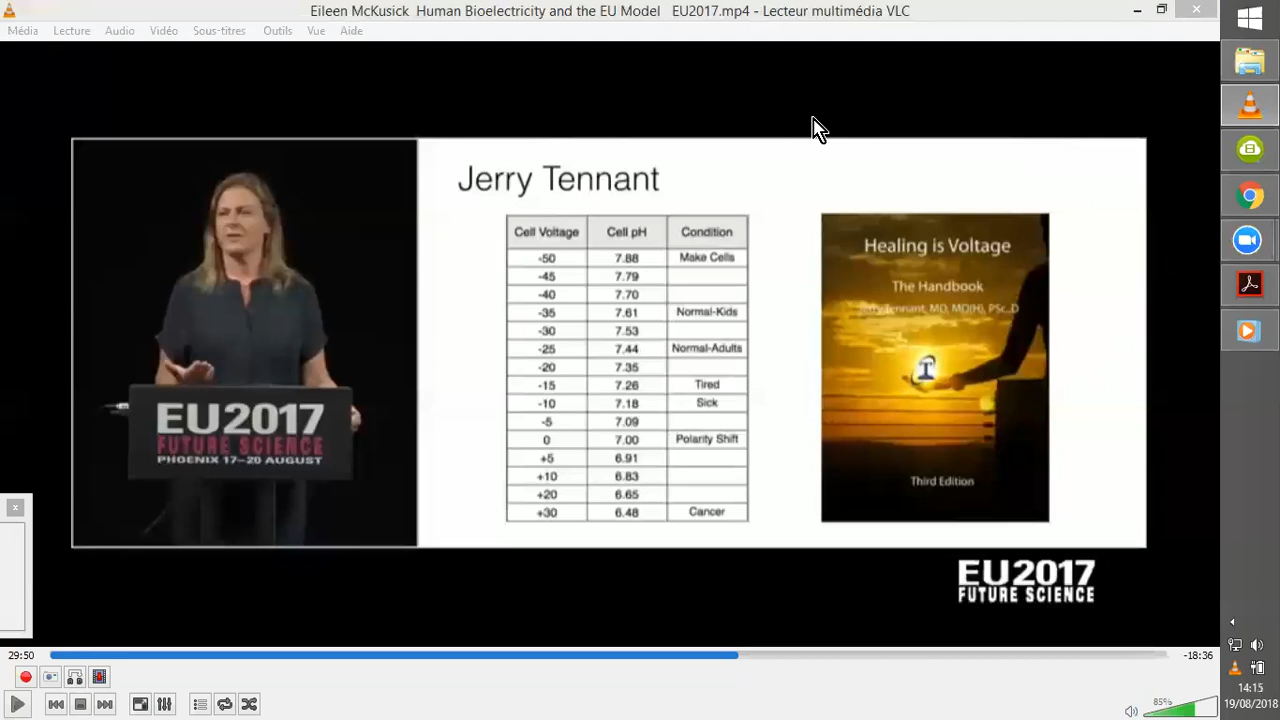 Eileen McKusick Human Bioelectricity and the EU Model EU2017.mp4 - Lecteur multimédia VLC
Média Lecture Audio Vidéo Sous-titres Outils Vue Aide
Jerry Tennant
Cell Voltage Cell pH Condition
-50 7.88 Make Cells
-45 7.79
-40 7.70
-35 7.61 Normal-Kids
-30 7.53
-25 7.44 Normal-Adults
-20 7.35
-15 7.26 Tired
-10 7.18 Sick
-5 7.09
0 7.00 Polarity Shift
+5 6.91
+10 6.83
+20 6.65
+30 6.48 Cancer
Healing is Voltage
The Handbook
Jerry Tennant, MD, MD(H), PSc.D
T
Third Edition
EU2017
FUTURE SCIENCE
PHOENIX 17-20 AUGUST
EU2017
FUTURE SCIENCE
29:50
-18:36
85%
14:15
19/08/2018